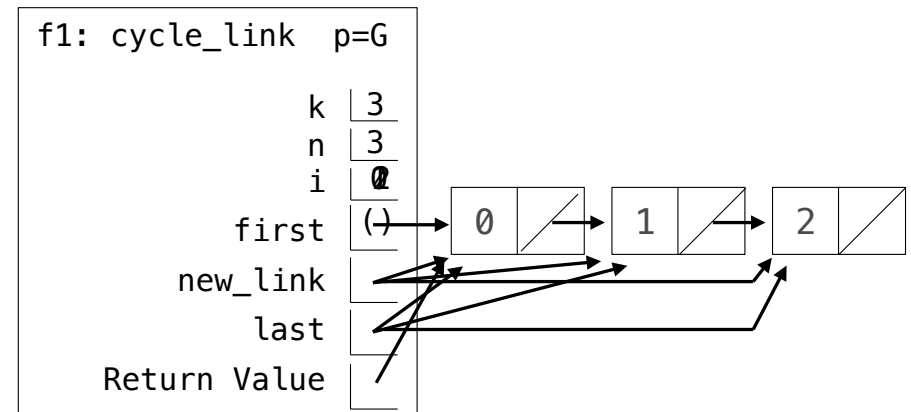 f1: cycle_link p=G
k 3
n 3
i
first ()
0 1 2
new_link
last
Return Value